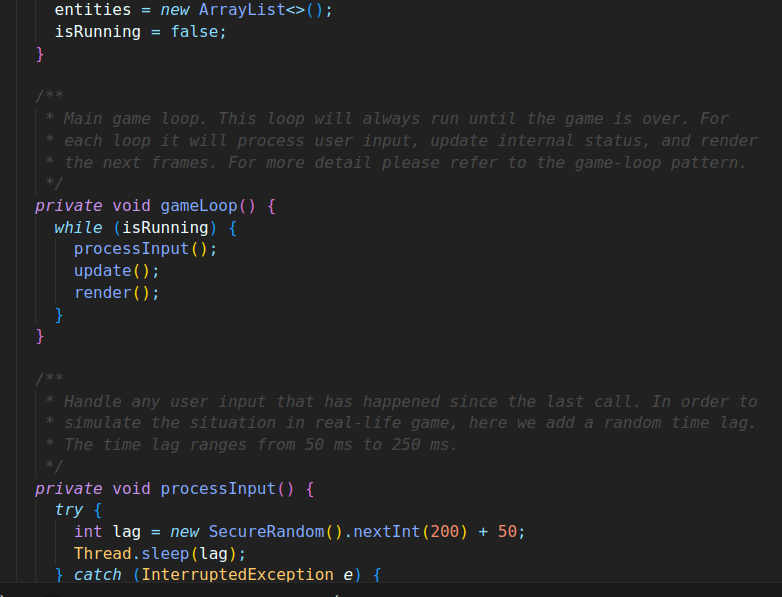 entities = new ArrayList<>();
isRunning = false;
}
/**
* Main game loop. This loop will always run until the game is over. For
* each loop it will process user input, update internal status, and render
* the next frames. For more detail please refer to the game-loop pattern.
*/
private void gameLoop() {
while (isRunning) {
processInput();
update();
render();
}
}
/**
* Handle any user input that has happened since the last call. In order to
* simulate the situation in real-life game, here we add a random time lag.
* The time lag ranges from 50 ms to 250 ms.
*/
private void processInput() {
try {
int lag = new SecureRandom().nextInt(200) + 50;
Thread.sleep(lag);
} catch (InterruptedException e) {